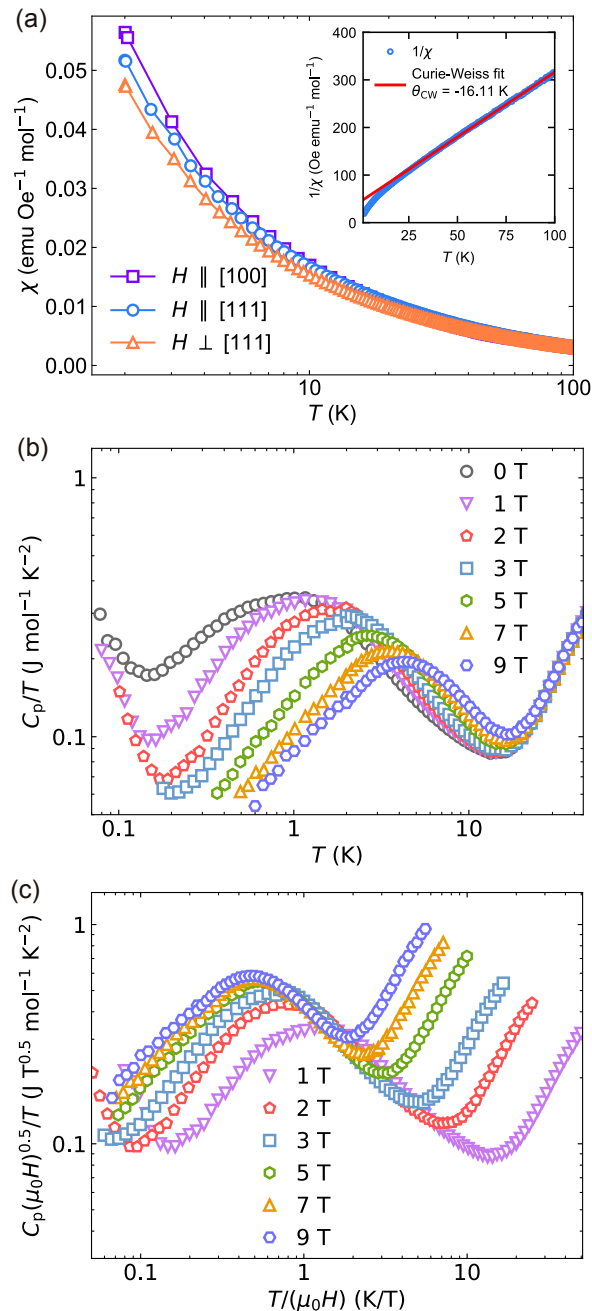 (a)
χ (emu Oe⁻¹ mol⁻¹)
0.05
0.04
0.03
0.02
0.01
0.00
H ∥ [100]
H ∥ [111]
H ⊥ [111]
10
100
T (K)
1/χ (Oe emu⁻¹ mol⁻¹)
400
300
200
100
0
1/χ
Curie-Weiss fit
θCW = -16.11 K
25
50
75
100
T (K)
(b)
Cp/T (J mol⁻¹ K⁻²)
1
0.1
0 T
1 T
2 T
3 T
5 T
7 T
9 T
0.1
1
10
T (K)
(c)
Cp(μ₀H)⁰·⁵/T (J T⁰·⁵ mol⁻¹ K⁻²)
1
0.1
1 T
2 T
3 T
5 T
7 T
9 T
0.1
1
10
T/(μ₀H) (K/T)